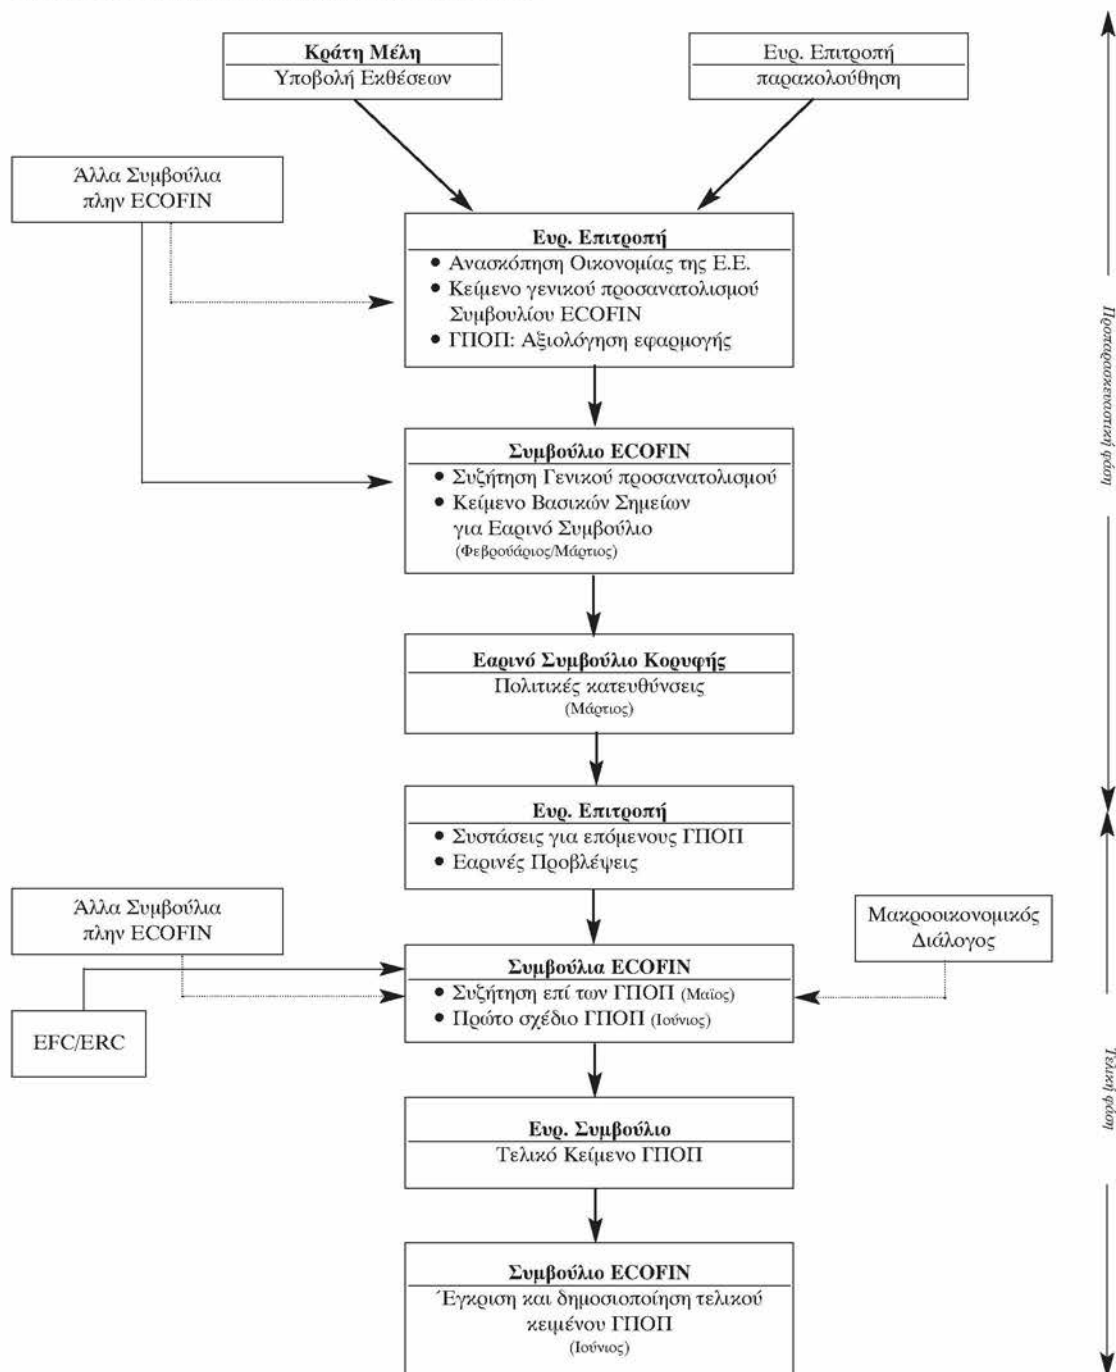 Κράτη Μέλη
Υποβολή Εκθέσεων
Ευρ. Επιτροπή
παρακολούθηση
Άλλα Συμβούλια
πλην ECOFIN
Ευρ. Επιτροπή
• Ανασκόπηση Οικονομίας της Ε.Ε.
• Κείμενο γενικού προσανατολισμού
Συμβουλίου ECOFIN
• ΓΠΟΠ: Αξιολόγηση εφαρμογής
Προπαρασκευαστική φάση
Συμβούλιο ECOFIN
• Συζήτηση Γενικού προσανατολισμού
• Κείμενο Βασικών Σημείων
για Εαρινό Συμβούλιο
(Φεβρουάριος/Μάρτιος)
Εαρινό Συμβούλιο Κορυφής
Πολιτικές κατευθύνσεις
(Μάρτιος)
Ευρ. Επιτροπή
• Συστάσεις για επόμενους ΓΠΟΠ
• Εαρινές Προβλέψεις
Άλλα Συμβούλια
πλην ECOFIN
Μακροοικονομικός
Διάλογος
Συμβούλια ECOFIN
• Συζήτηση επί των ΓΠΟΠ (Μαϊος)
• Πρώτο σχέδιο ΓΠΟΠ (Ιούνιος)
EFC/ERC
Τελική φάση
Ευρ. Συμβούλιο
Τελικό Κείμενο ΓΠΟΠ
Συμβούλιο ECOFIN
Έγκριση και δημοσιοποίηση τελικού
κειμένου ΓΠΟΠ
(Ιούνιος)